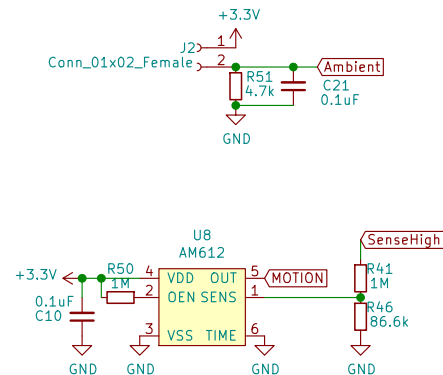 +3.3V
J2 1
Conn_01x02_Female 2
Ambient
R51
4.7k
C21
0.1uF
GND
U8
AM612
SenseHigh
+3.3V
R50
1M
4 VDD OUT 5
MOTION
2 OEN SENS 1
3 VSS TIME 6
0.1uF
C10
R41
1M
R46
86.6k
GND
GND
GND
GND